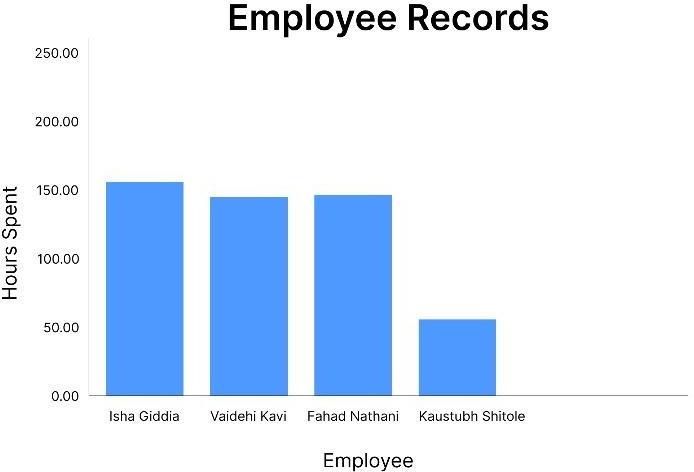 Employee Records
250.00
200.00
150.00
100.00
50.00
0.00
Hours Spent
Isha Giddia Vaidehi Kavi Fahad Nathani Kaustubh Shitole
Employee